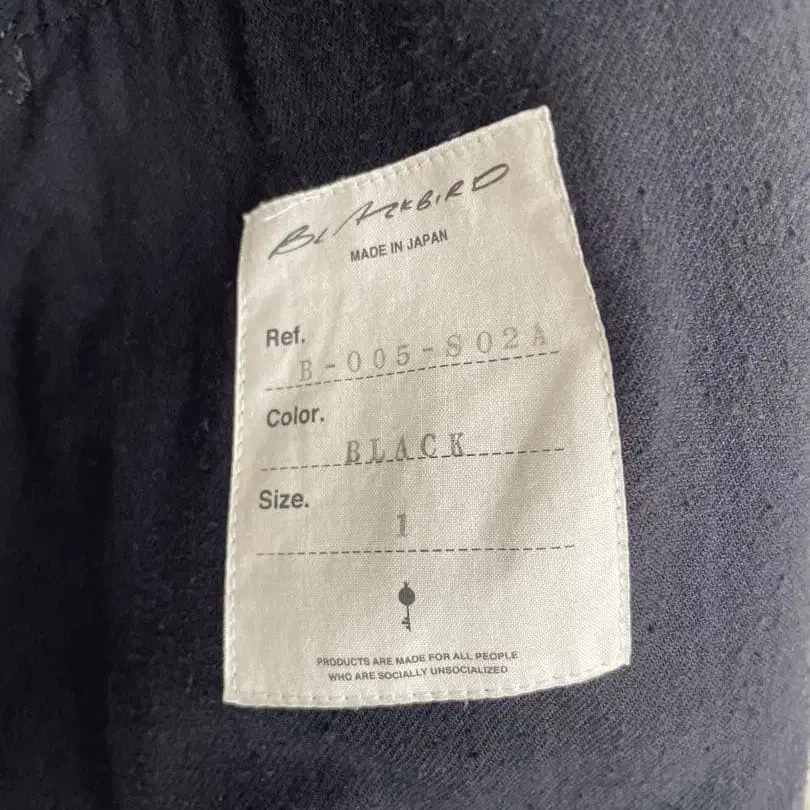 BLACKBIRD
MADE IN JAPAN
Ref.
B-005-S02A
Color.
BLACK
Size.
1
PRODUCTS ARE MADE FOR ALL PEOPLE
WHO ARE SOCIALLY UNSOCIALIZED